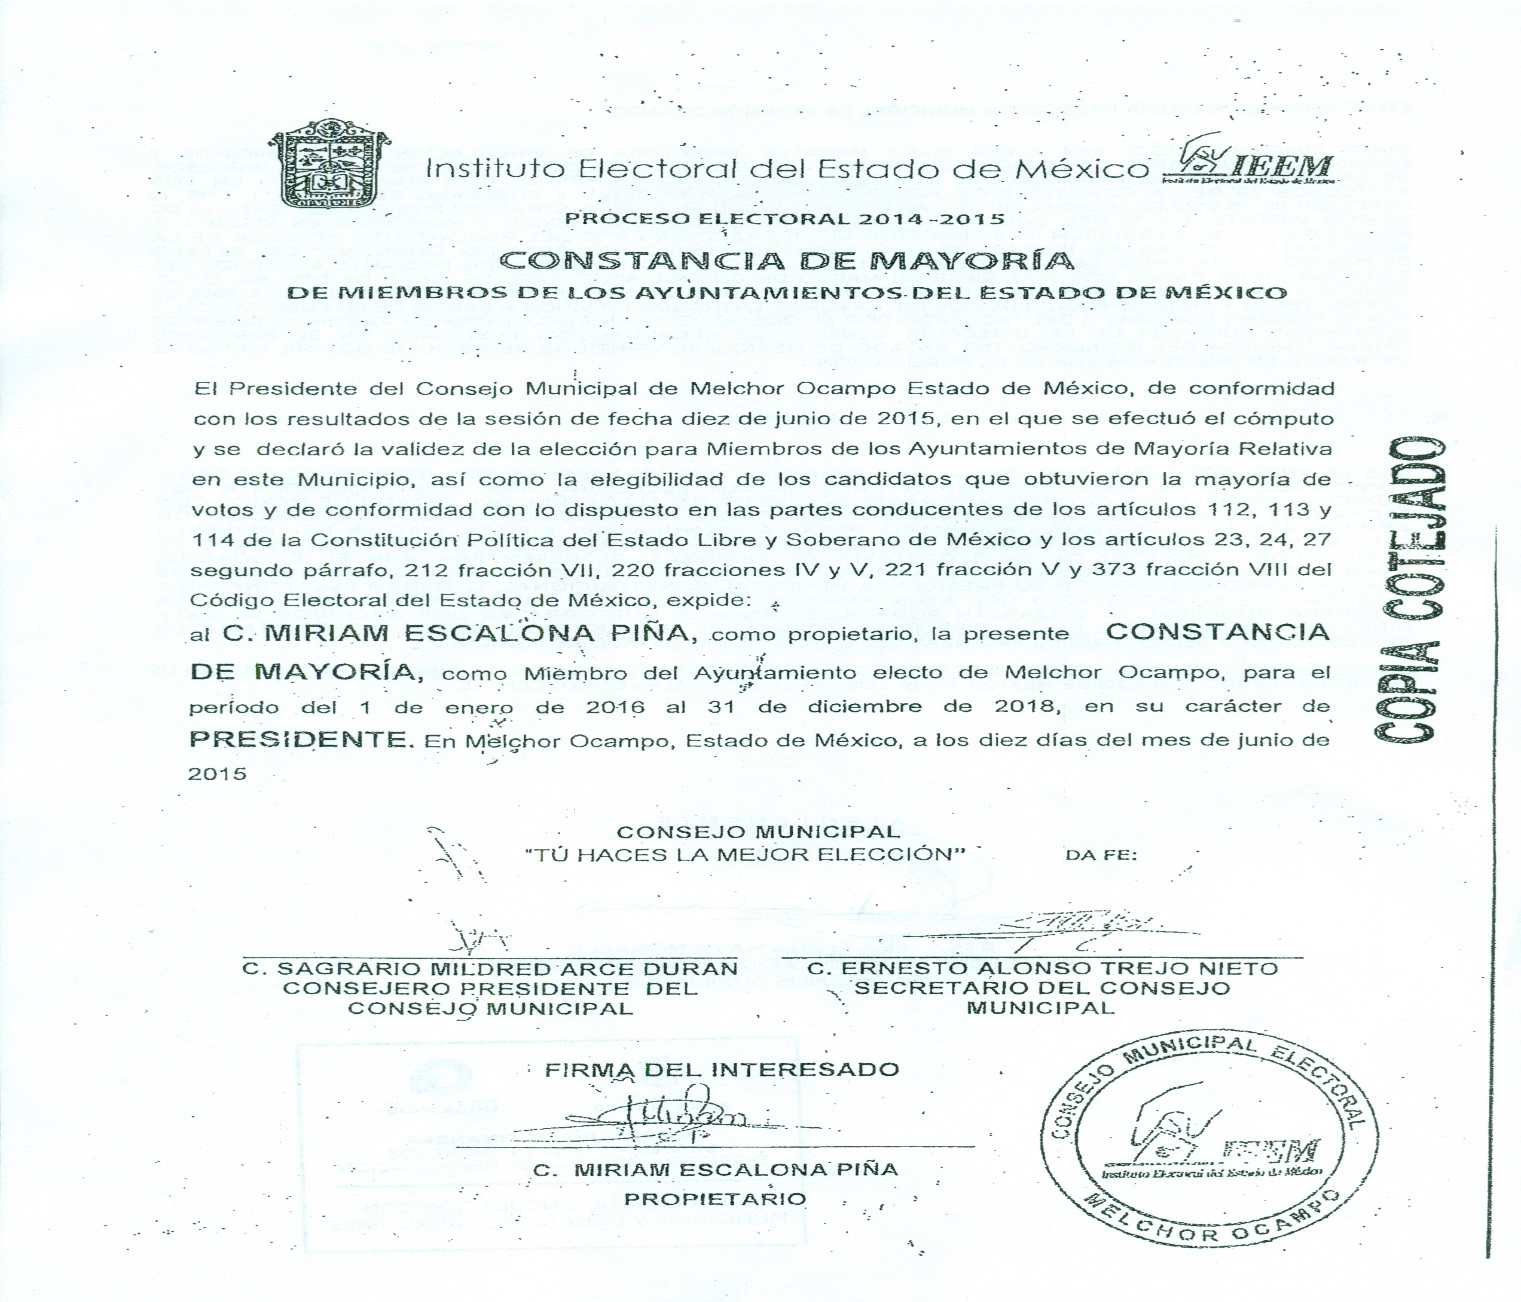 Instituto Electoral del Estado de México
IEEM
Instituto Electoral del Estado de México
PROCESO ELECTORAL 2014-2015
CONSTANCIA DE MAYORÍA
DE MIEMBROS DE LOS AYUNTAMIENTOS DEL ESTADO DE MÉXICO
El Presidente del Consejo Municipal de Melchor Ocampo Estado de México, de conformidad
con los resultados de la sesión de fecha diez de junio de 2015, en el que se efectuó el cómputo
y se declaró la validez de la elección para Miembros de los Ayuntamientos de Mayoría Relativa
en este Municipio, así como la elegibilidad de los candidatos que obtuvieron la mayoría de
votos y de conformidad con lo dispuesto en las partes conducentes de los artículos 112, 113 y
114 de la Constitución Política del Estado Libre y Soberano de México y los artículos 23, 24, 27
segundo párrafo, 212 fracción VII, 220 fracciones IV y V, 221 fracción V y 373 fracción VIII del
Código Electoral del Estado de México, expide:
al C. MIRIAM ESCALONA PIÑA, como propietario, la presente CONSTANCIA
DE MAYORÍA, como Miembro del Ayuntamiento electo de Melchor Ocampo, para el
período del 1 de enero de 2016 al 31 de diciembre de 2018, en su carácter de
PRESIDENTE. En Melchor Ocampo, Estado de México, a los diez días del mes de junio de
2015
COPIA COTEJADO
CONSEJO MUNICIPAL
"TÚ HACES LA MEJOR ELECCIÓN"
DA FE:
C. SAGRARIO MILDRED ARCE DURAN
CONSEJERO PRESIDENTE DEL
CONSEJO MUNICIPAL
C. ERNESTO ALONSO TREJO NIETO
SECRETARIO DEL CONSEJO
MUNICIPAL
FIRMA DEL INTERESADO
C. MIRIAM ESCALONA PIÑA
PROPIETARIO
CONSEJO MUNICIPAL ELECTORAL
IEEM
Instituto Electoral del Estado de México
MELCHOR OCAMPO